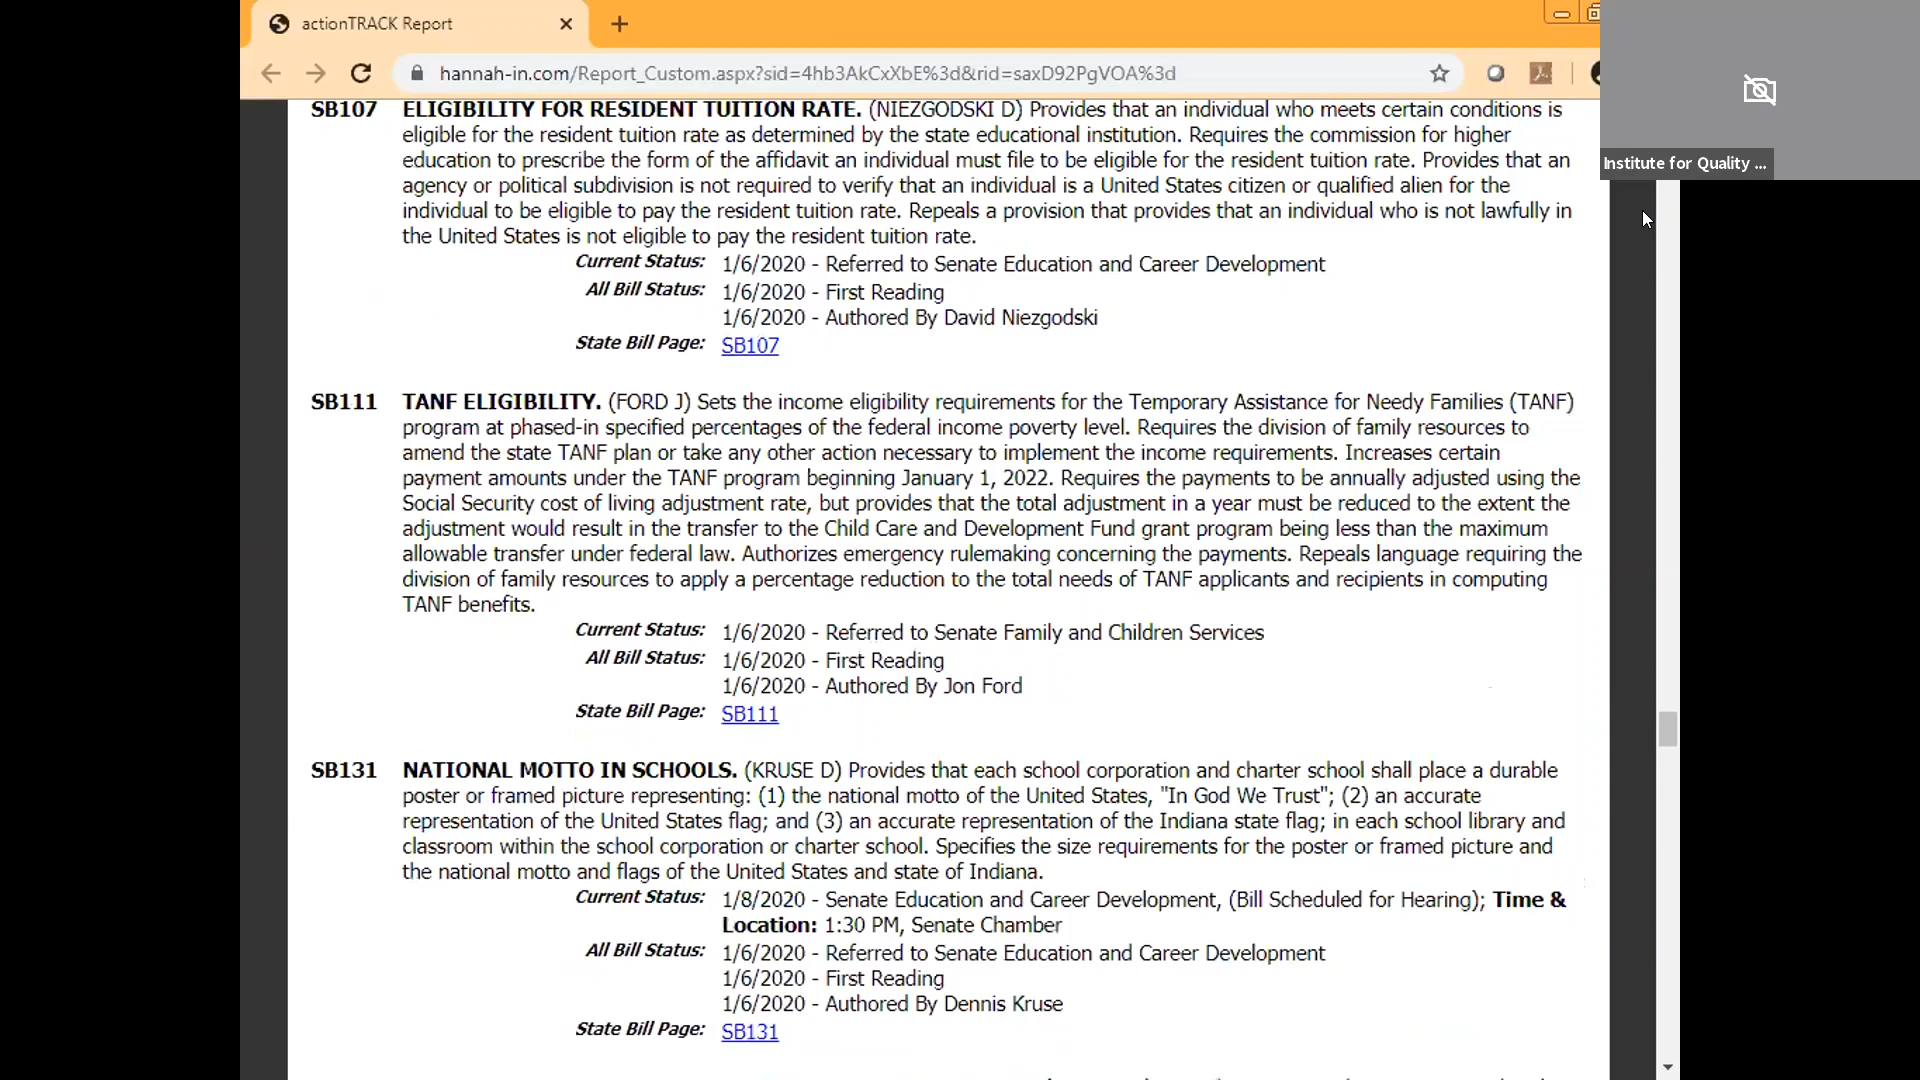 actionTRACK Report
hannah-in.com/Report_Custom.aspx?sid=4hb3AkCxXbE%3d&rid=saxD92PgVOA%3d
Institute for Quality ...
SB107 ELIGIBILITY FOR RESIDENT TUITION RATE. (NIEZGODSKI D) Provides that an individual who meets certain conditions is
eligible for the resident tuition rate as determined by the state educational institution. Requires the commission for higher
education to prescribe the form of the affidavit an individual must file to be eligible for the resident tuition rate. Provides that an
agency or political subdivision is not required to verify that an individual is a United States citizen or qualified alien for the
individual to be eligible to pay the resident tuition rate. Repeals a provision that provides that an individual who is not lawfully in
the United States is not eligible to pay the resident tuition rate.
Current Status: 1/6/2020 - Referred to Senate Education and Career Development
All Bill Status: 1/6/2020 - First Reading
1/6/2020 - Authored By David Niezgodski
State Bill Page: SB107
SB111 TANF ELIGIBILITY. (FORD J) Sets the income eligibility requirements for the Temporary Assistance for Needy Families (TANF)
program at phased-in specified percentages of the federal income poverty level. Requires the division of family resources to
amend the state TANF plan or take any other action necessary to implement the income requirements. Increases certain
payment amounts under the TANF program beginning January 1, 2022. Requires the payments to be annually adjusted using the
Social Security cost of living adjustment rate, but provides that the total adjustment in a year must be reduced to the extent the
adjustment would result in the transfer to the Child Care and Development Fund grant program being less than the maximum
allowable transfer under federal law. Authorizes emergency rulemaking concerning the payments. Repeals language requiring the
division of family resources to apply a percentage reduction to the total needs of TANF applicants and recipients in computing
TANF benefits.
Current Status: 1/6/2020 - Referred to Senate Family and Children Services
All Bill Status: 1/6/2020 - First Reading
1/6/2020 - Authored By Jon Ford
State Bill Page: SB111
SB131 NATIONAL MOTTO IN SCHOOLS. (KRUSE D) Provides that each school corporation and charter school shall place a durable
poster or framed picture representing: (1) the national motto of the United States, "In God We Trust"; (2) an accurate
representation of the United States flag; and (3) an accurate representation of the Indiana state flag; in each school library and
classroom within the school corporation or charter school. Specifies the size requirements for the poster or framed picture and
the national motto and flags of the United States and state of Indiana.
Current Status: 1/8/2020 - Senate Education and Career Development, (Bill Scheduled for Hearing); Time &
Location: 1:30 PM, Senate Chamber
All Bill Status: 1/6/2020 - Referred to Senate Education and Career Development
1/6/2020 - First Reading
1/6/2020 - Authored By Dennis Kruse
State Bill Page: SB131